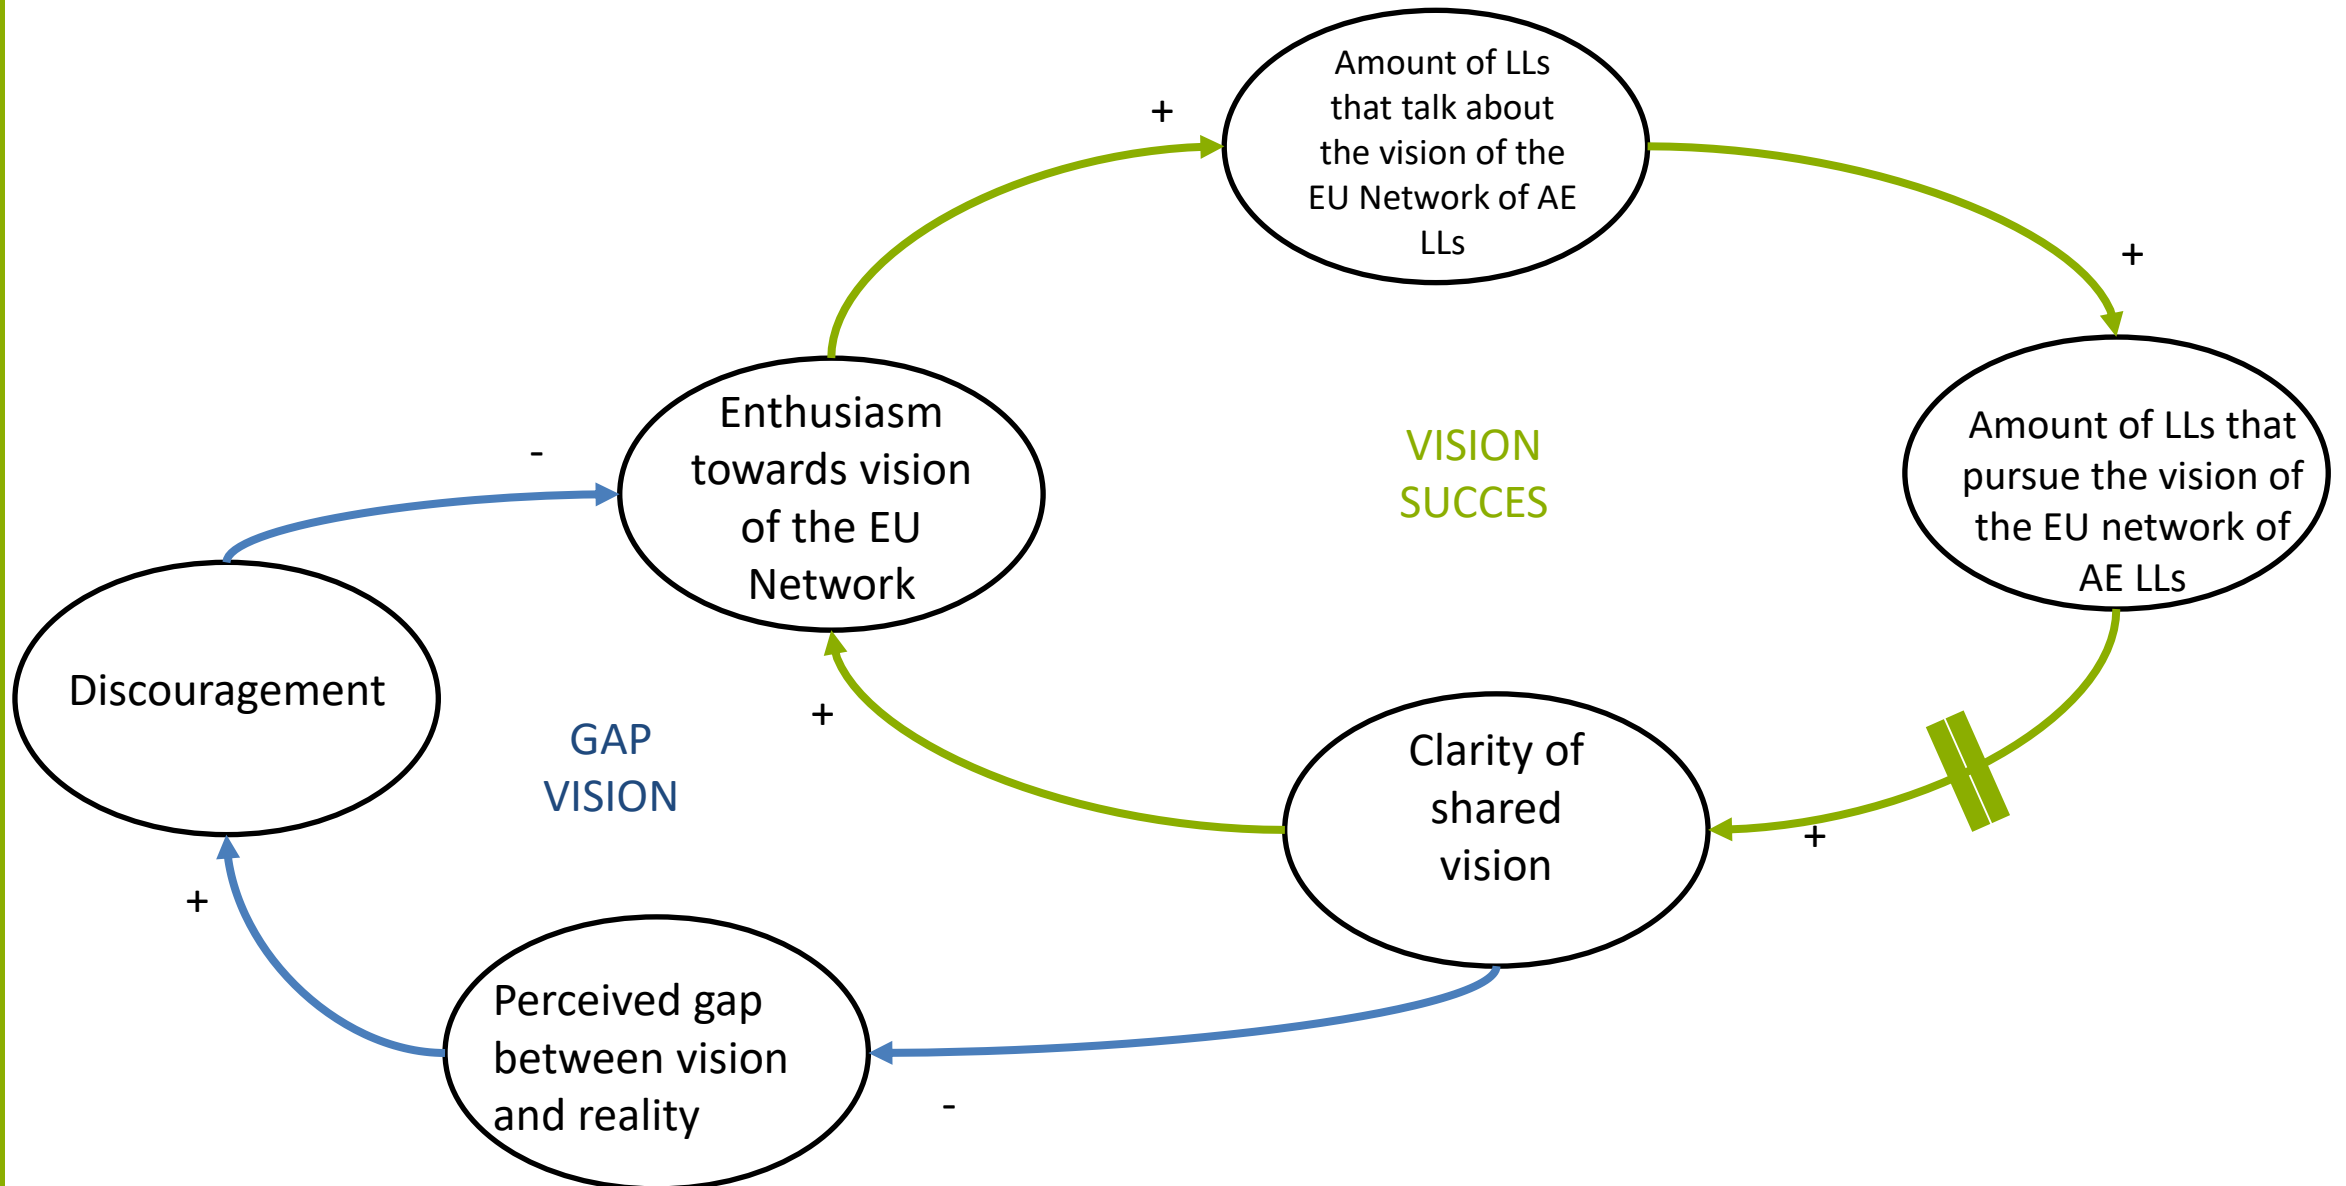 Amount of LLs
that talk about
the vision of the
EU Network of AE
LLs
+
+
Enthusiasm
towards vision
of the EU
Network
-
VISION
SUCCES
Amount of LLs that
pursue the vision of
the EU network of
AE LLs
Discouragement
+
GAP
VISION
Clarity of
shared
vision
+
+
Perceived gap
between vision
and reality
-